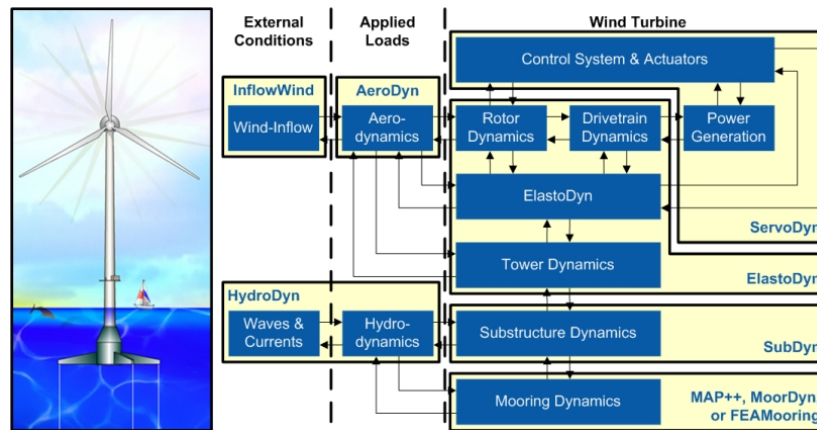 External
Conditions
Applied
Loads
Wind Turbine
Control System & Actuators
InflowWind
AeroDyn
Wind-Inflow
Aero-
dynamics
Rotor
Dynamics
Drivetrain
Dynamics
Power
Generation
ElastoDyn
ServoDyn
Tower Dynamics
ElastoDyn
HydroDyn
Waves &
Currents
Hydro-
dynamics
Substructure Dynamics
SubDyn
Mooring Dynamics
MAP++, MoorDyn,
or FEAMooring